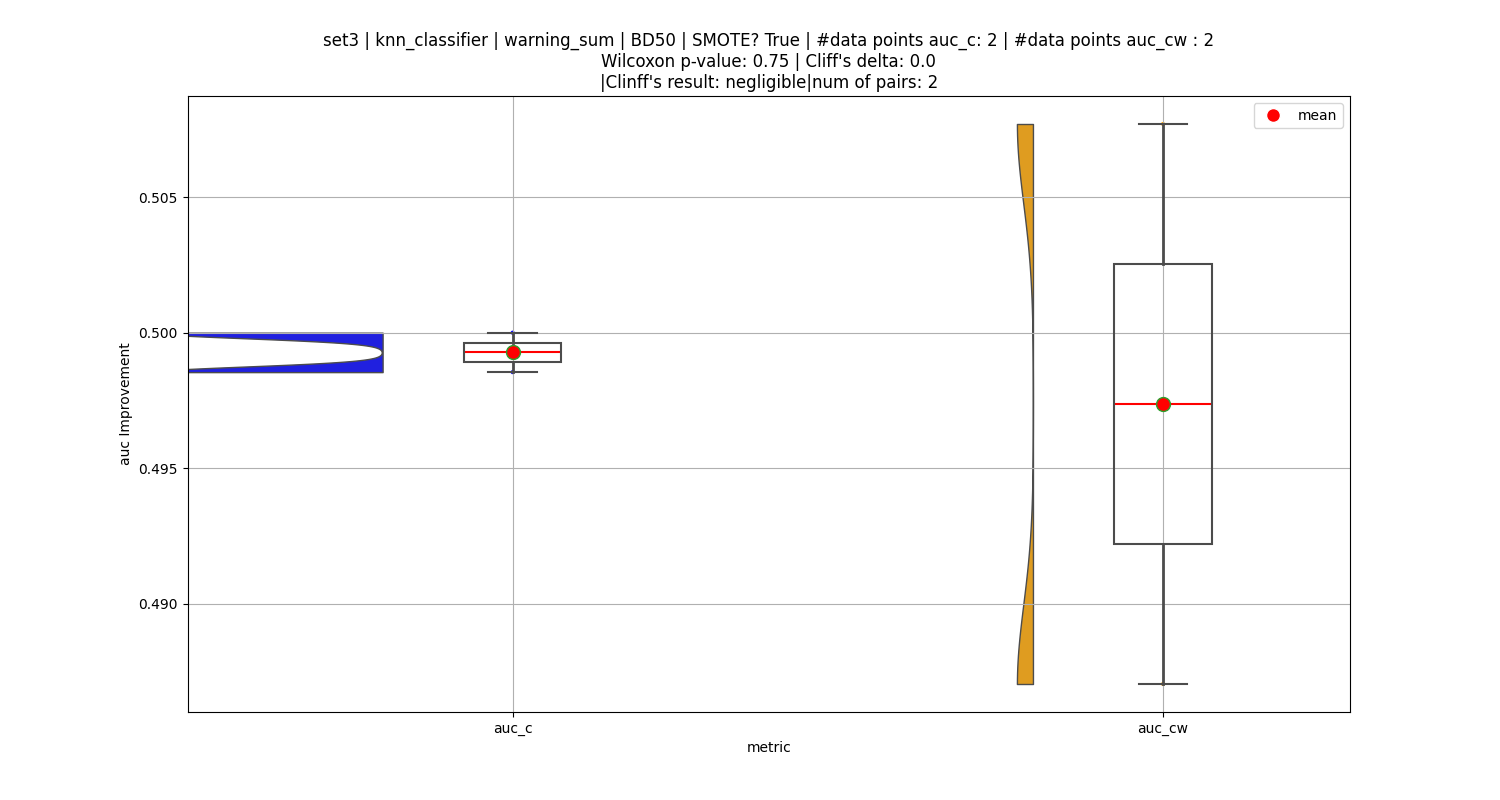 set3 | knn_classifier | warning_sum | BD50 | SMOTE? True | #data points auc_c: 2 | #data points auc_cw : 2
Wilcoxon p-value: 0.75 | Cliff's delta: 0.0
|Clinff's result: negligible|num of pairs: 2
mean
0.505
0.500
0.495
0.490
auc Improvement
auc_c
auc_cw
metric